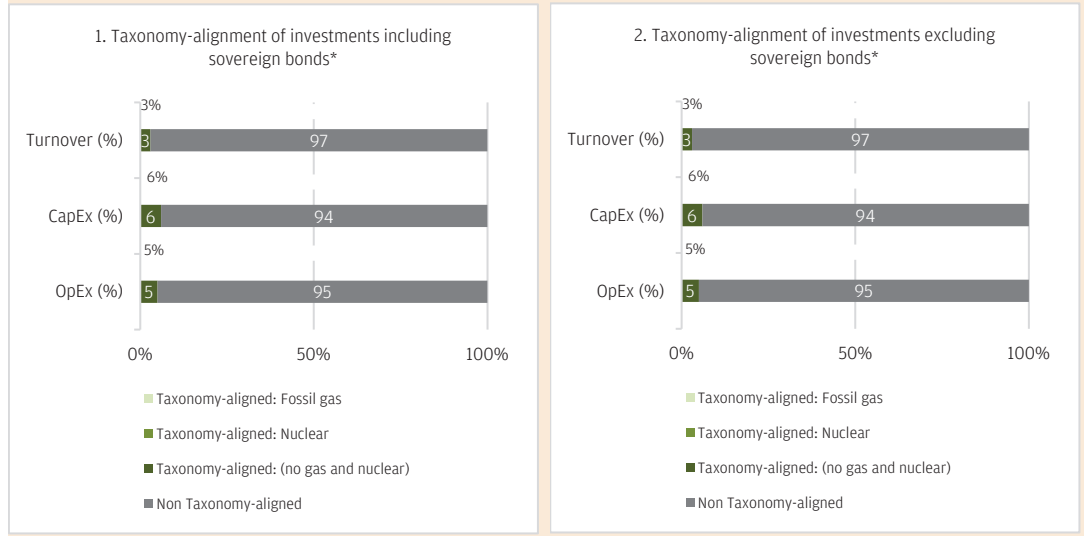 1. Taxonomy-alignment of investments including
sovereign bonds*
3%
Turnover (%)
3
97
6%
CapEx (%)
6
94
5%
OpEx (%)
5
95
0%
50%
100%
Taxonomy-aligned: Fossil gas
Taxonomy-aligned: Nuclear
Taxonomy-aligned: (no gas and nuclear)
Non Taxonomy-aligned
2. Taxonomy-alignment of investments excluding
sovereign bonds*
3%
Turnover (%)
3
97
6%
CapEx (%)
6
94
5%
OpEx (%)
5
95
0%
50%
100%
Taxonomy-aligned: Fossil gas
Taxonomy-aligned: Nuclear
Taxonomy-aligned: (no gas and nuclear)
Non Taxonomy-aligned